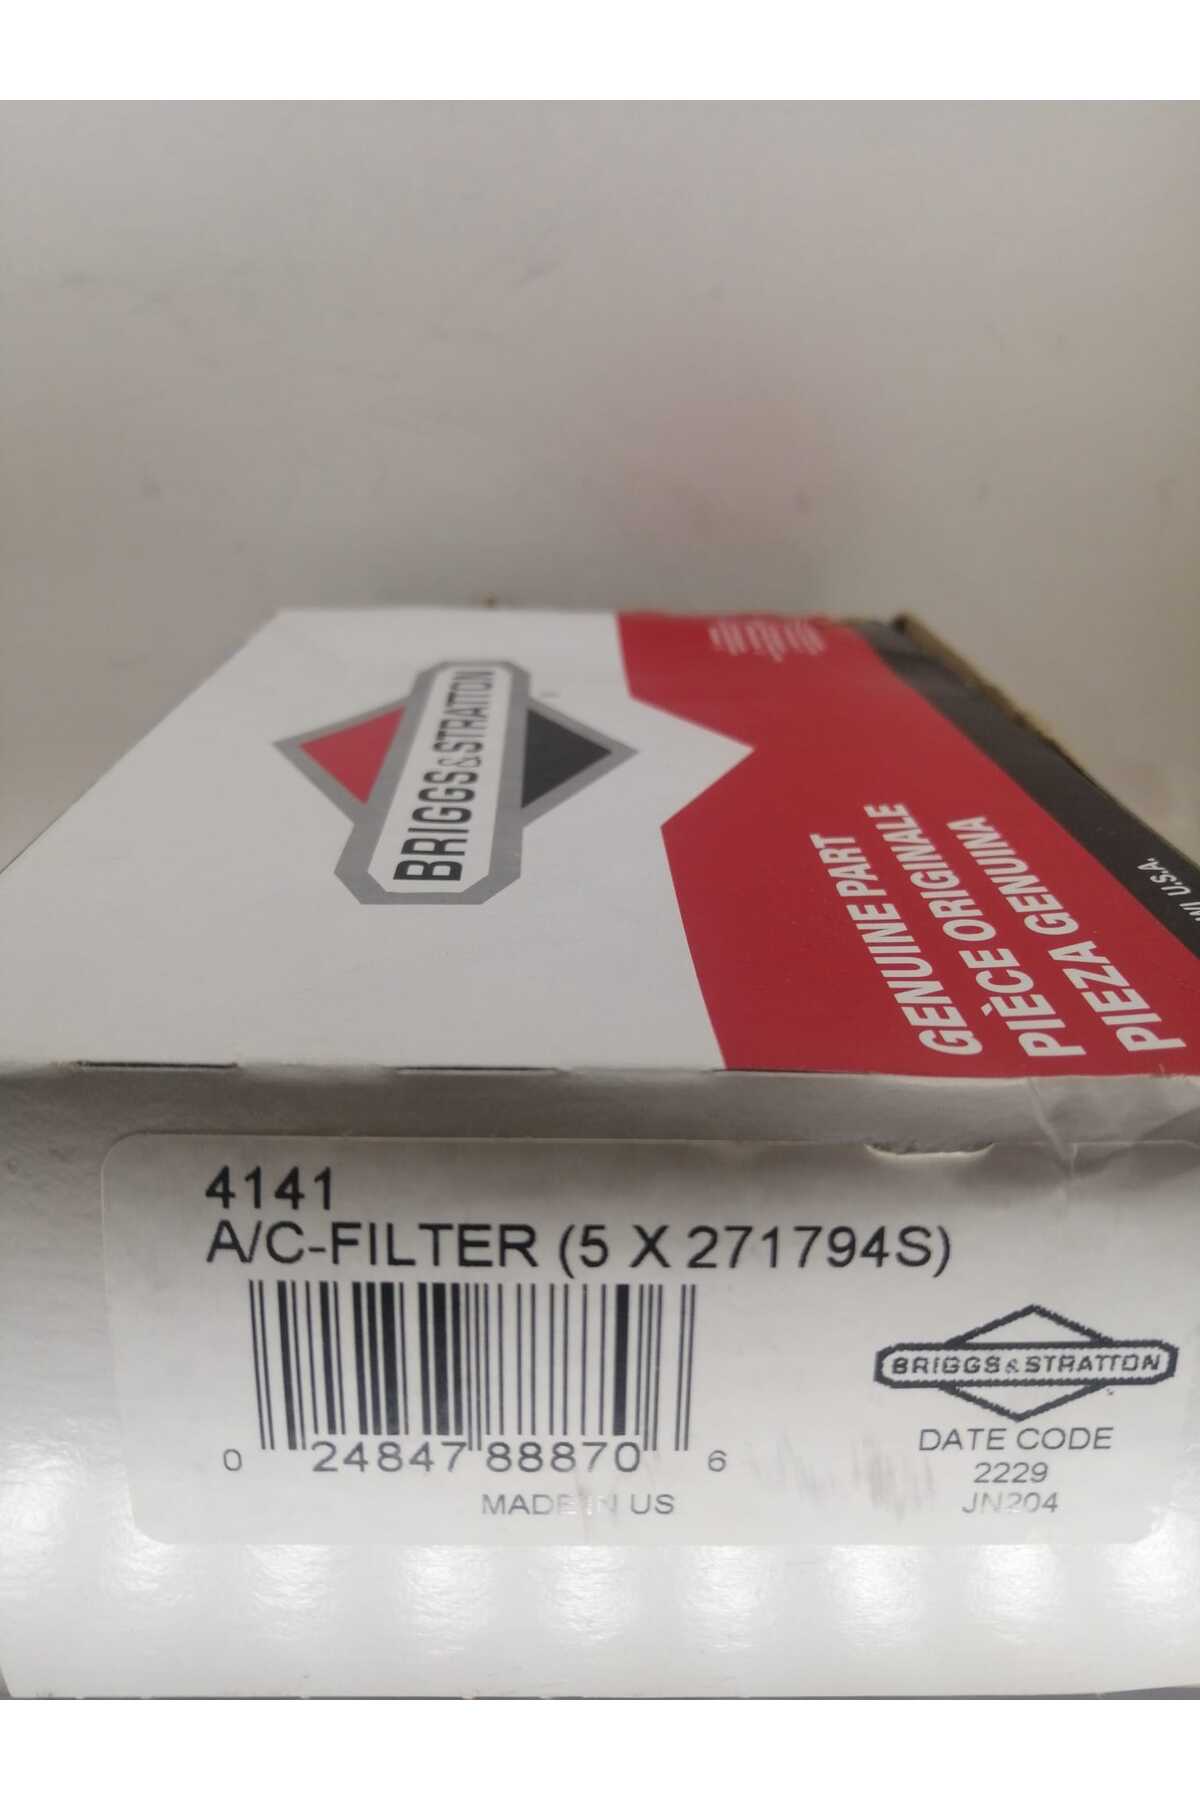 BRIGGS&STRATTON
GENUINE PART
PIÈCE ORIGINALE
PIEZA GENUINA
WI, U.S.A.
4141
A/C-FILTER (5 X 271794S)
0 24847 88870 6
MADE IN US
BRIGGS&STRATTON
DATE CODE
2229
JN204